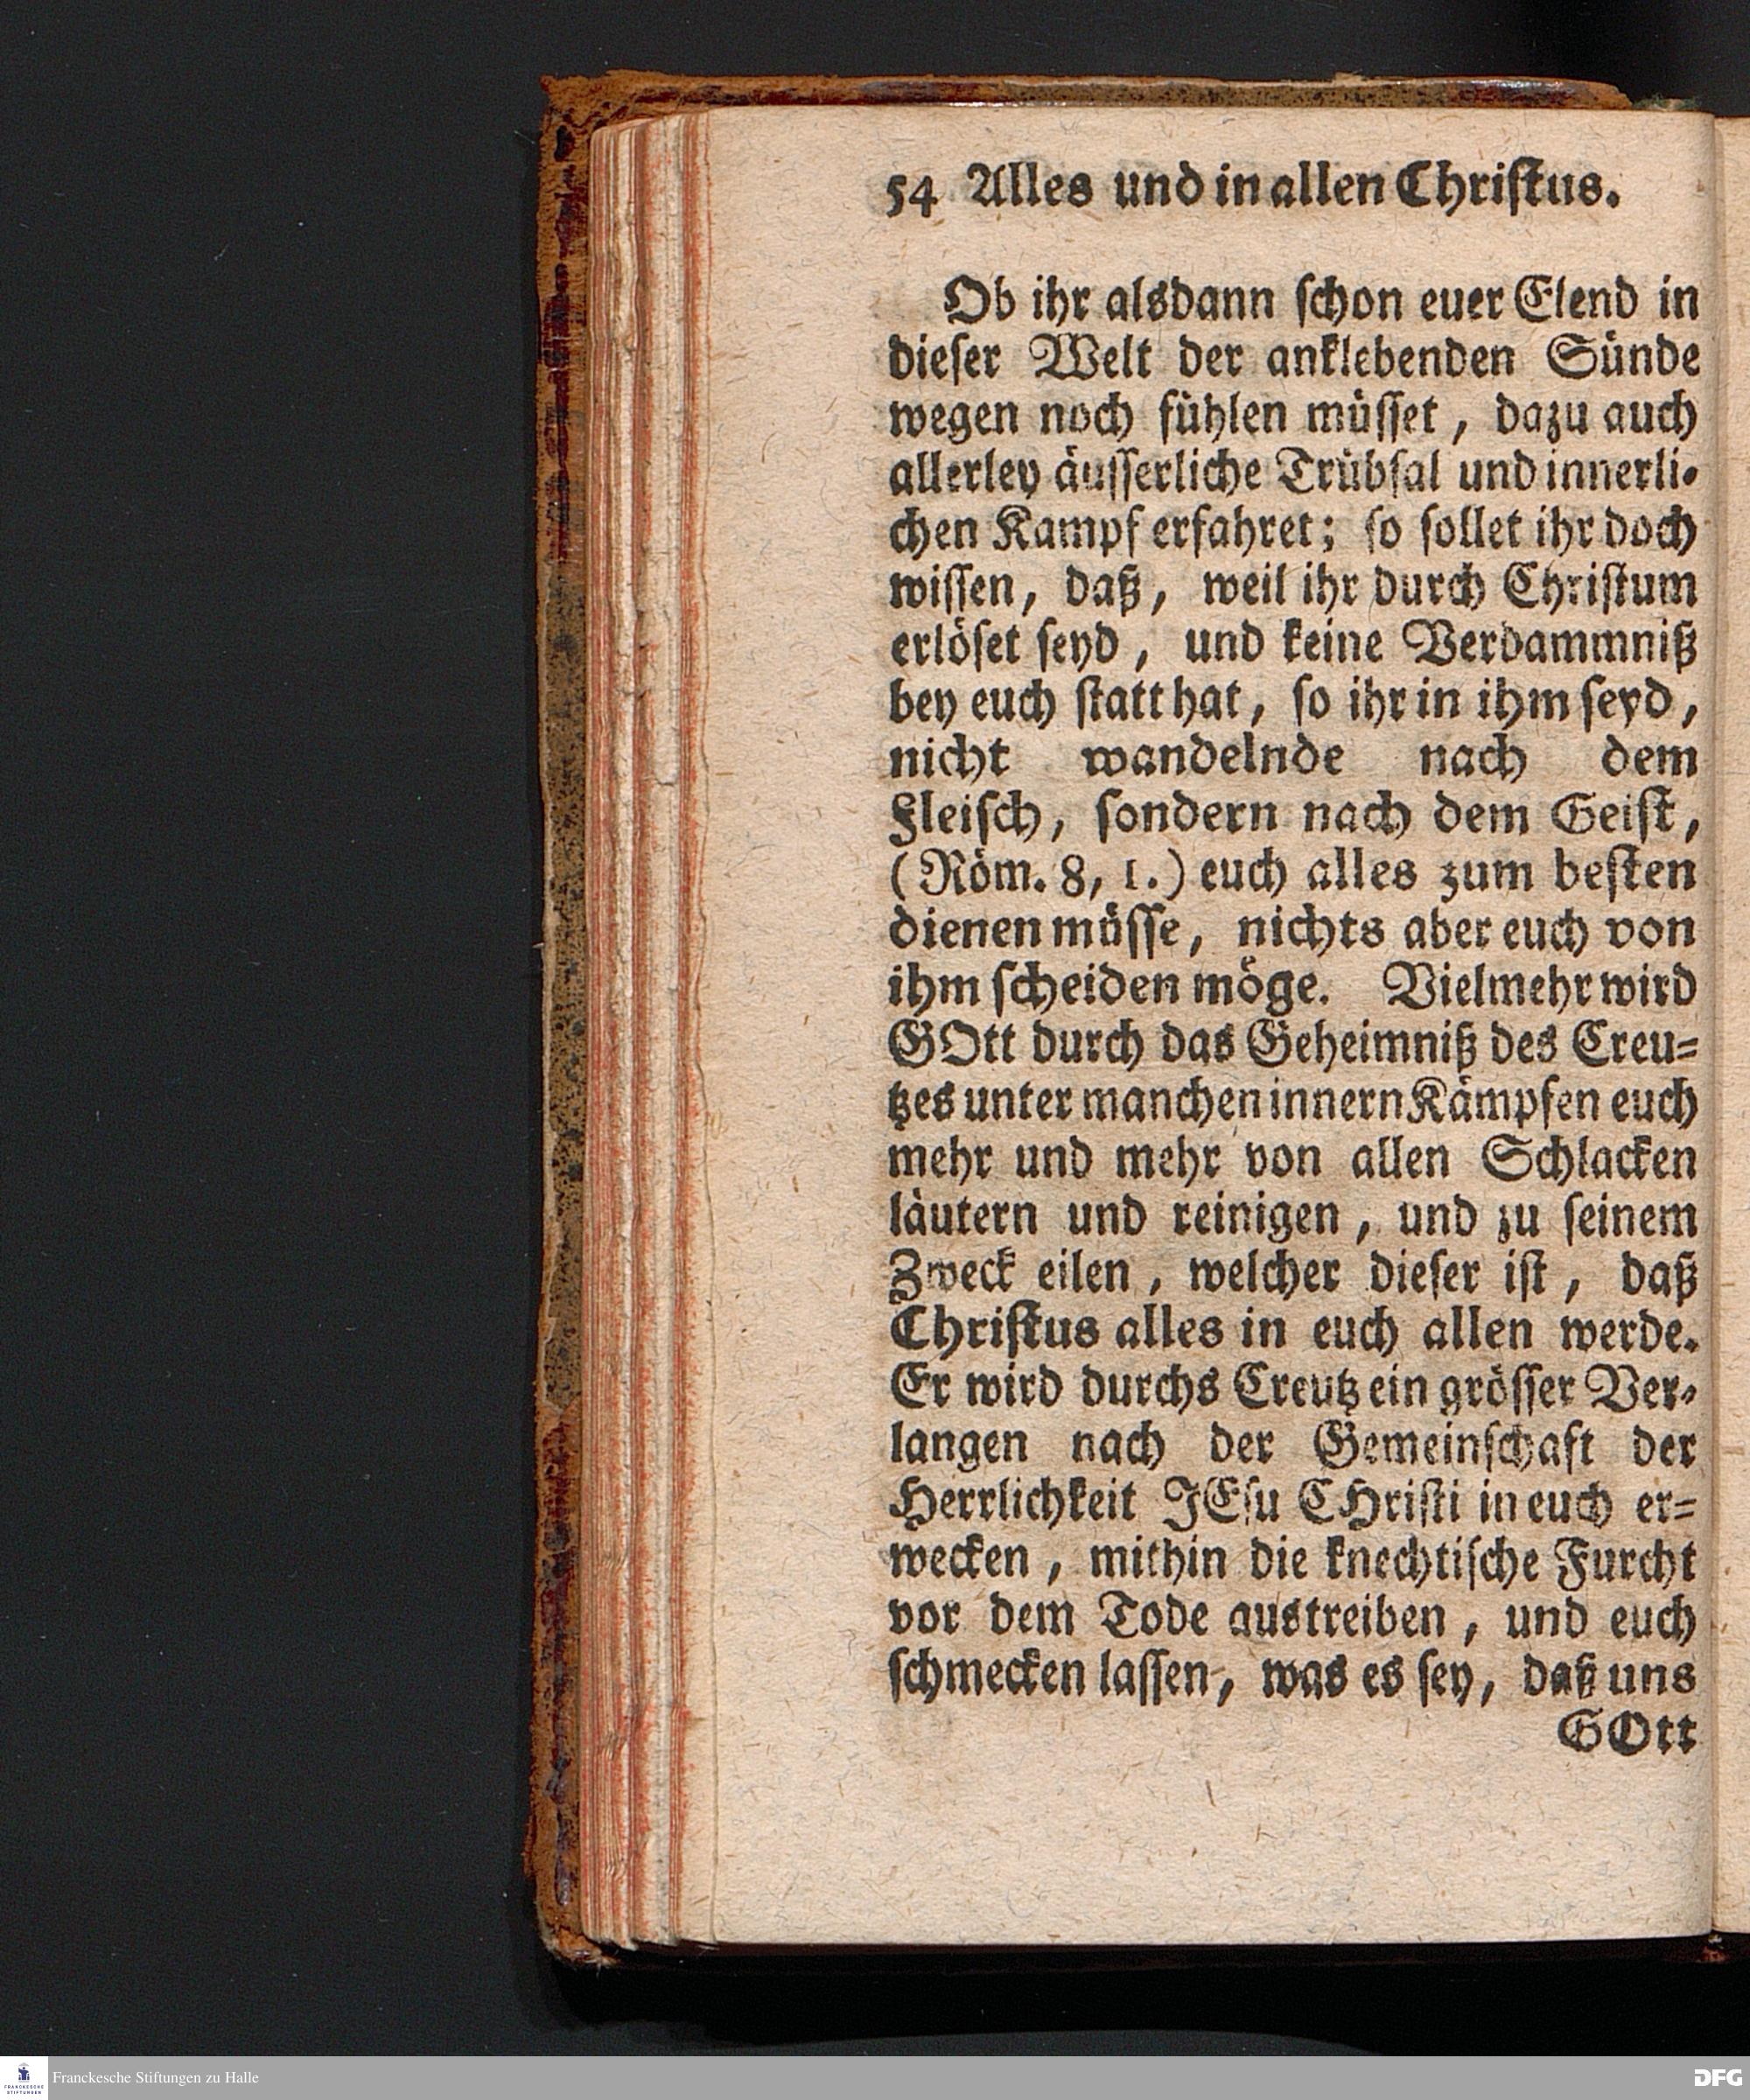 54 Alles und in allen Christus.
Ob ihr alsdann schon euer Elend in
dieser Welt der anklebenden Sünde
wegen noch fühlen müsset, dazu auch
allerley äusserliche Trübsal und innerli-
chen Kampf erfahret; so sollet ihr doch
wissen, daß, weil ihr durch Christum
erlöset seyd, und keine Verdammniß
bey euch statt hat, so ihr in ihm seyd,
nicht wandelnde nach dem
Fleisch, sondern nach dem Geist,
(Röm. 8, 1.) euch alles zum besten
dienen müsse, nichts aber euch von
ihm scheiden möge. Vielmehr wird
GOtt durch das Geheimniß des Creu-
tzes unter manchen innern Kämpfen euch
mehr und mehr von allen Schlacken
läutern und reinigen, und zu seinem
Zweck eilen, welcher dieser ist, daß
Christus alles in euch allen werde.
Er wird durchs Creutz ein grösser Ver-
langen nach der Gemeinschaft der
Herrlichkeit JEsu CHristi in euch er-
wecken, mithin die knechtische Furcht
vor dem Tode austreiben, und euch
schmecken lassen, was es sey, daß uns
GOtt
FRANCKESCHE
STIFTUNGEN
Franckesche Stiftungen zu Halle
DFG